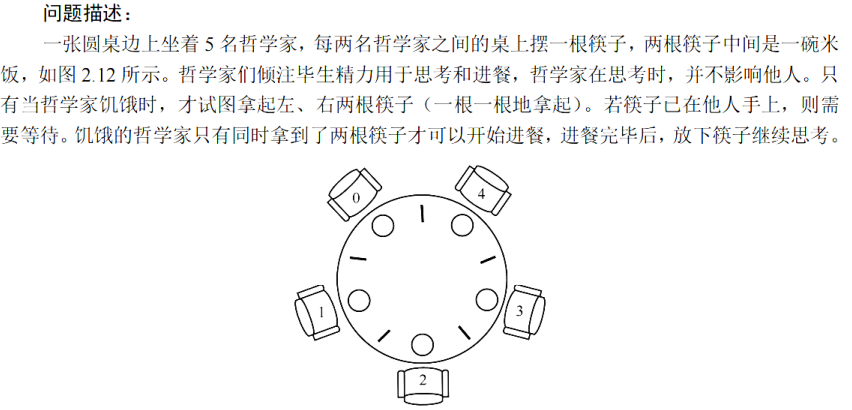 问题描述：
一张圆桌边上坐着 5 名哲学家，每两名哲学家之间的桌上摆一根筷子，两根筷子中间是一碗米
饭，如图 2.12 所示。哲学家们倾注毕生精力用于思考和进餐，哲学家在思考时，并不影响他人。只
有当哲学家饥饿时，才试图拿起左、右两根筷子（一根一根地拿起）。若筷子已在他人手上，则需
要等待。饥饿的哲学家只有同时拿到了两根筷子才可以开始进餐，进餐完毕后，放下筷子继续思考。
0
4
1
3
2